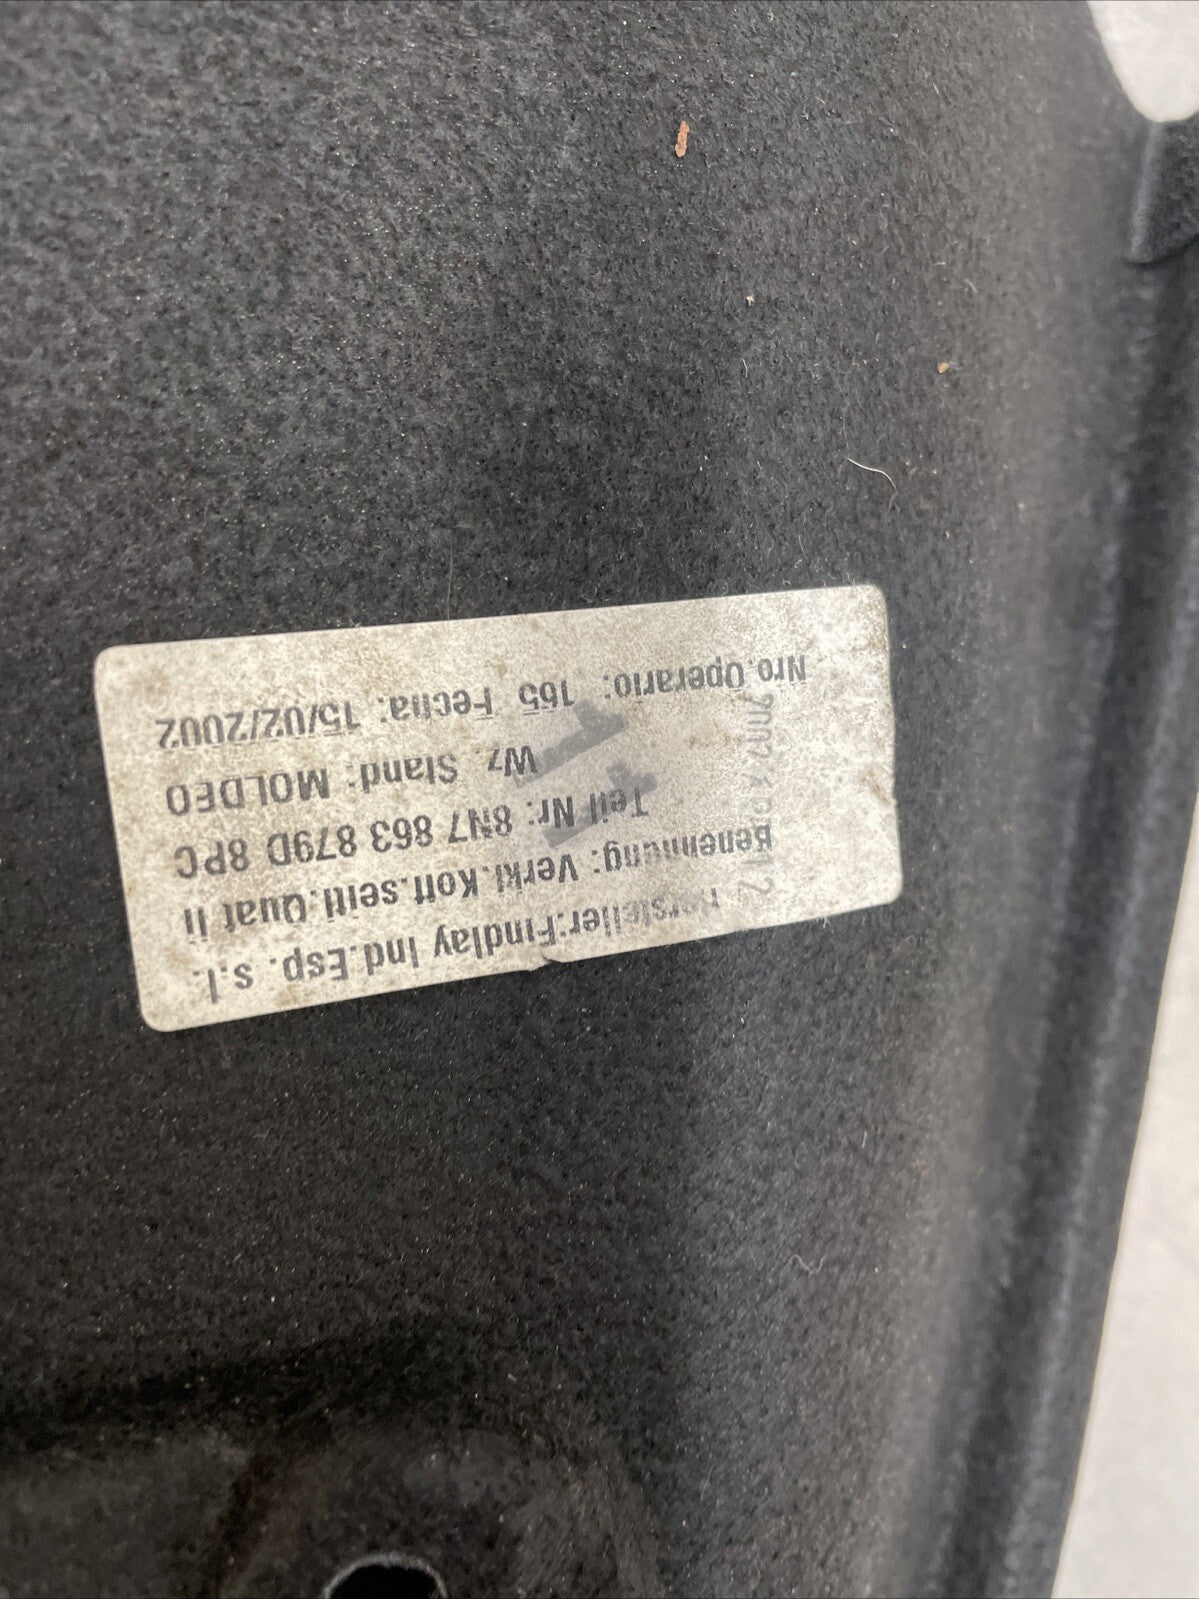 Hersteller:Findlay Ind.Esp. s.l.
Benennung: Verkl.Koff.seitl.Quat li
Teil Nr: 8N7 863 879D 8PC
Wz. Stand: MOLDEO
Nro.Operario: 165 Fecha: 15/02/2002